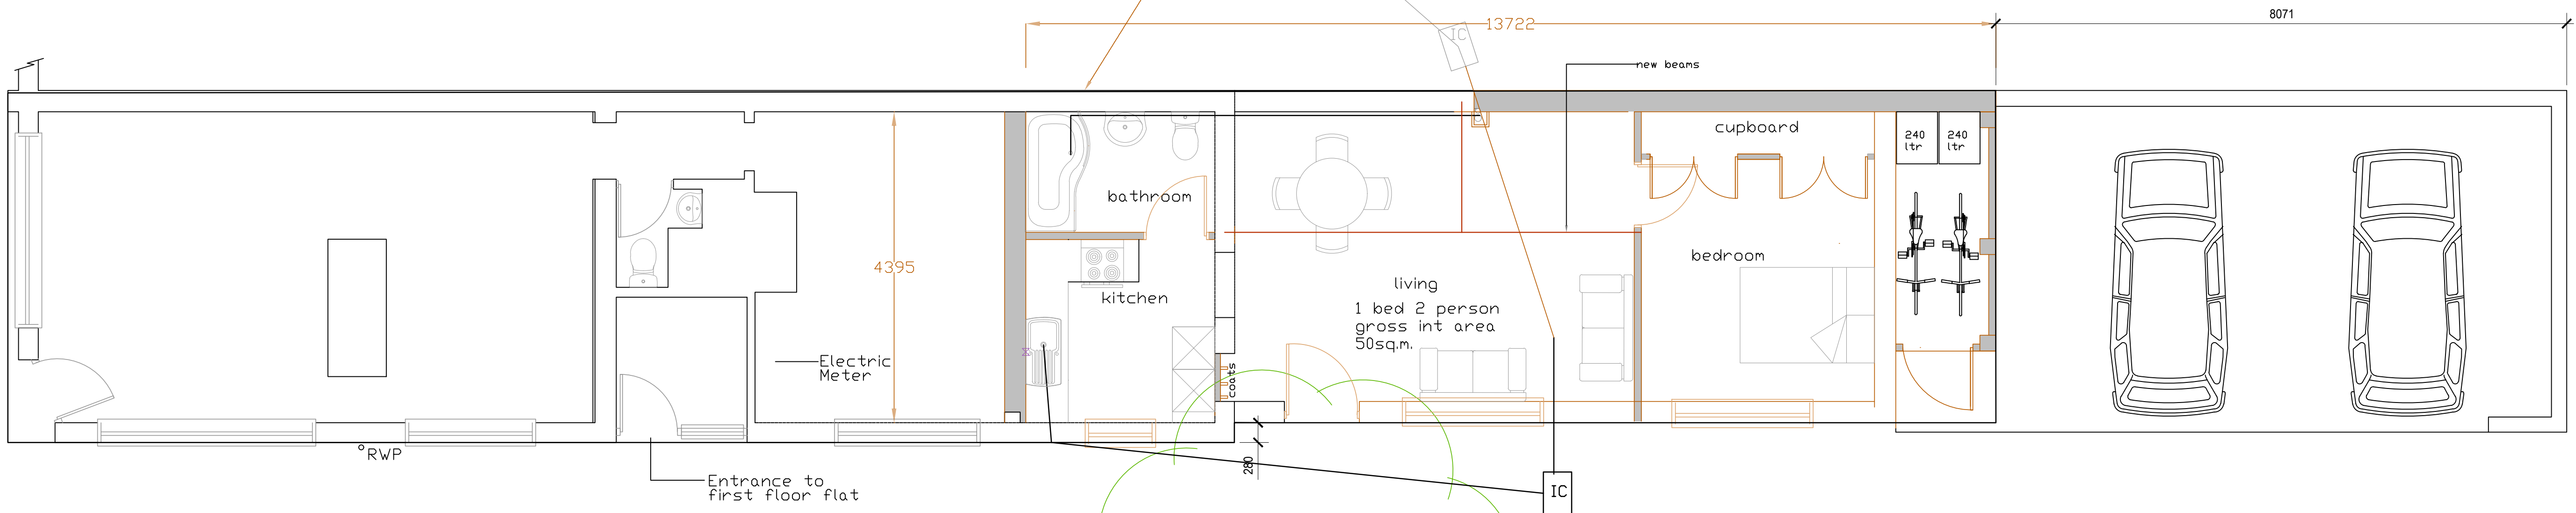 13722
8071
IC
new beams
cupboard
240
ltr
240
ltr
bathroom
4395
bedroom
living
kitchen
1 bed 2 person
gross int area
50sq.m.
Electric
Meter
coats
RWP
280
Entrance to
first floor flat
IC